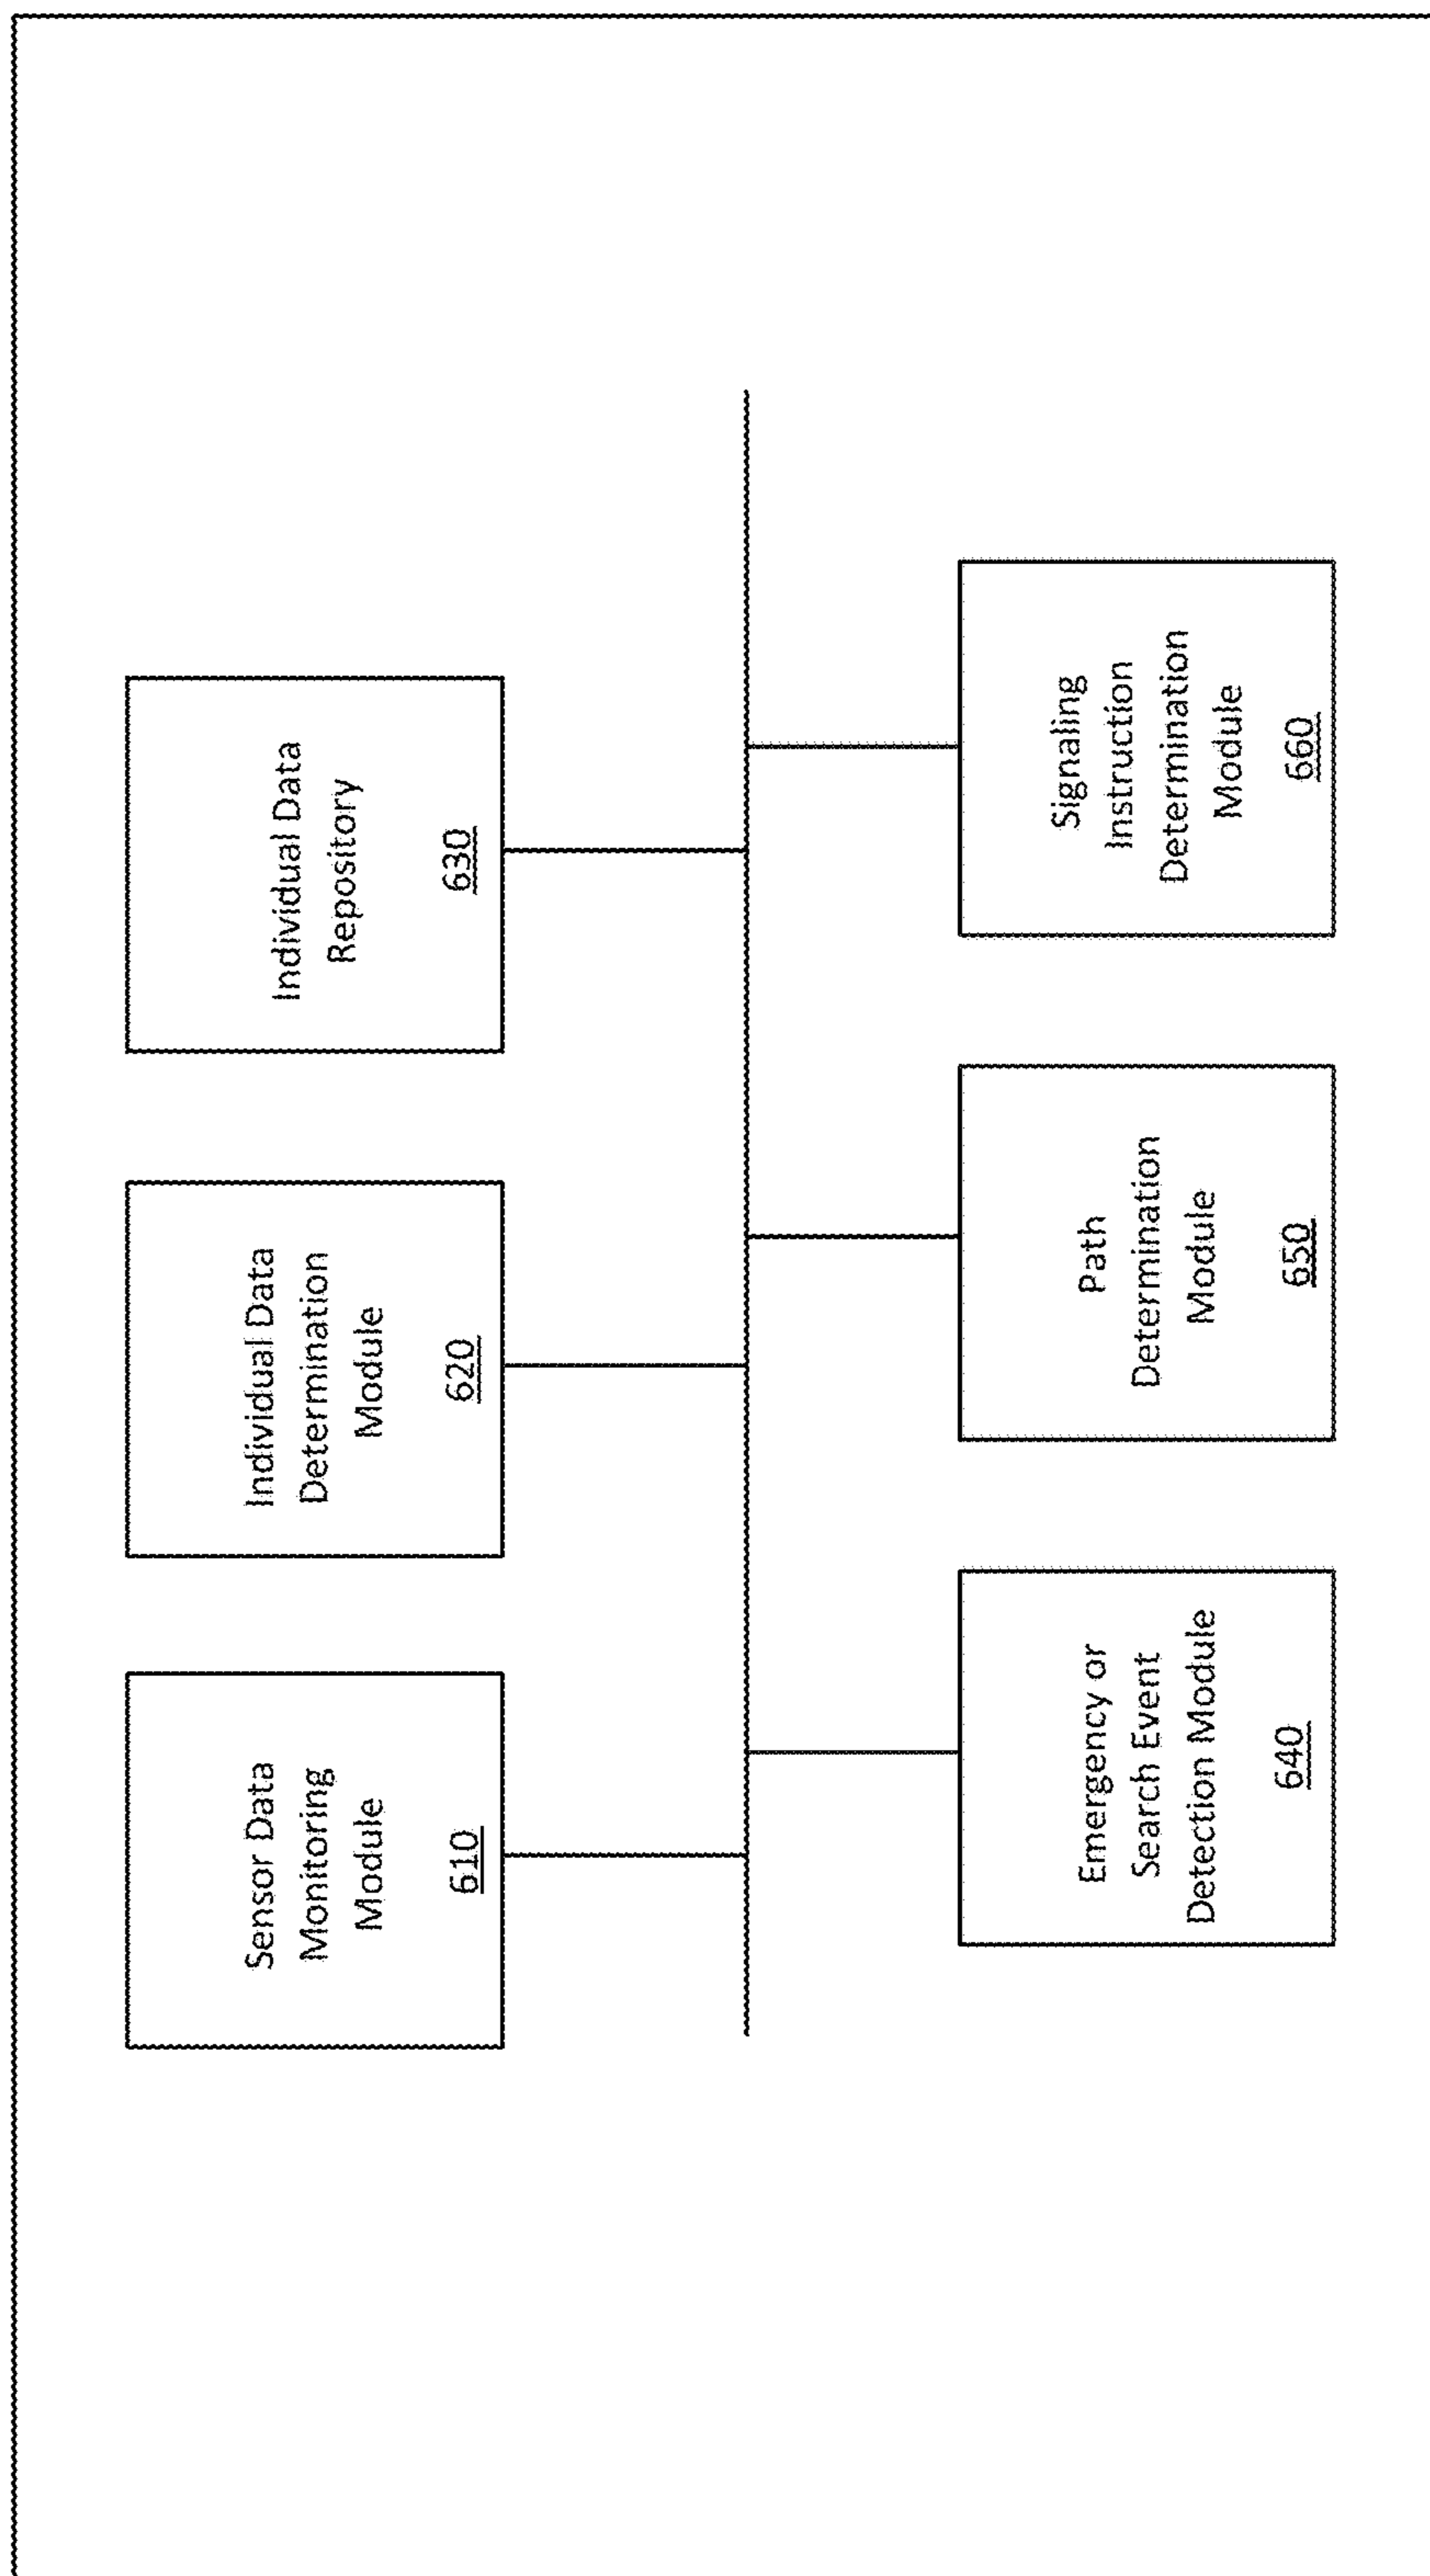 Sensor Data
Monitoring
Module
610
Individual Data
Determination
Module
620
Individual Data
Repository
630
Emergency or
Search Event
Detection Module
640
Path
Determination
Module
650
Signaling
Instruction
Determination
Module
660